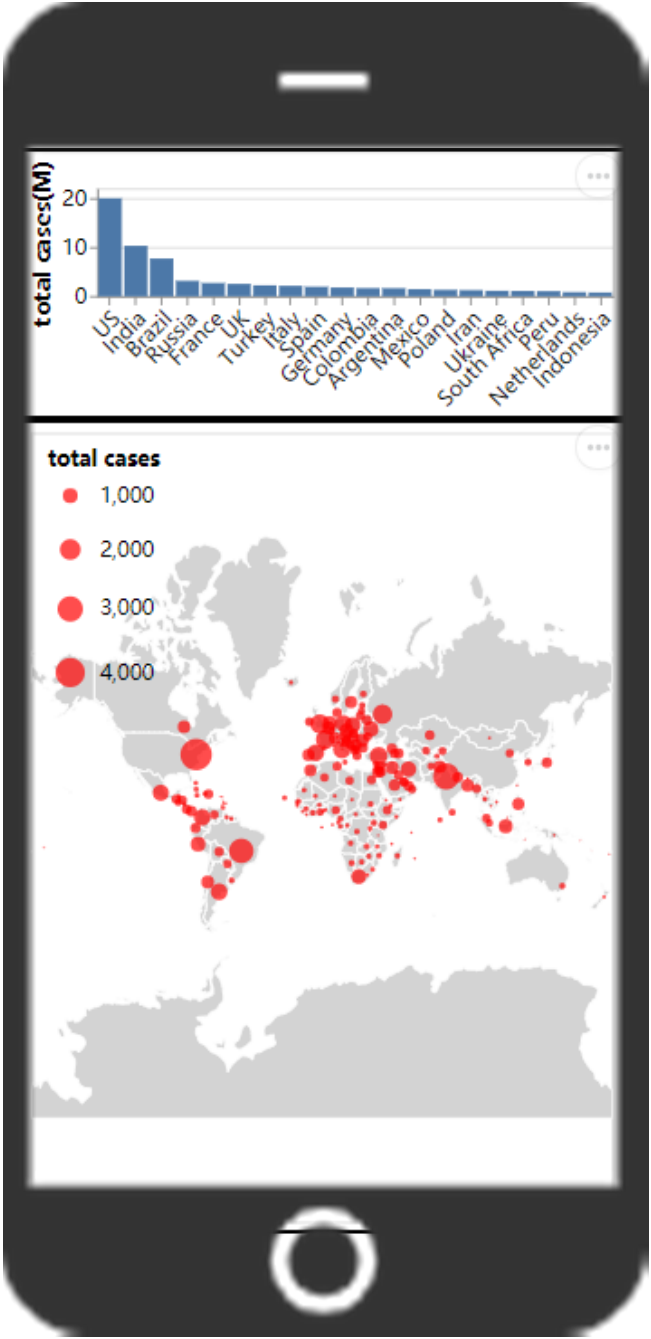 total cases(M)
20
10
0
US
India
Brazil
Russia
France
UK
Turkey
Italy
Spain
Germany
Colombia
Argentina
Mexico
Poland
Iran
Ukraine
South Africa
Peru
Netherlands
Indonesia
total cases
1,000
2,000
3,000
4,000